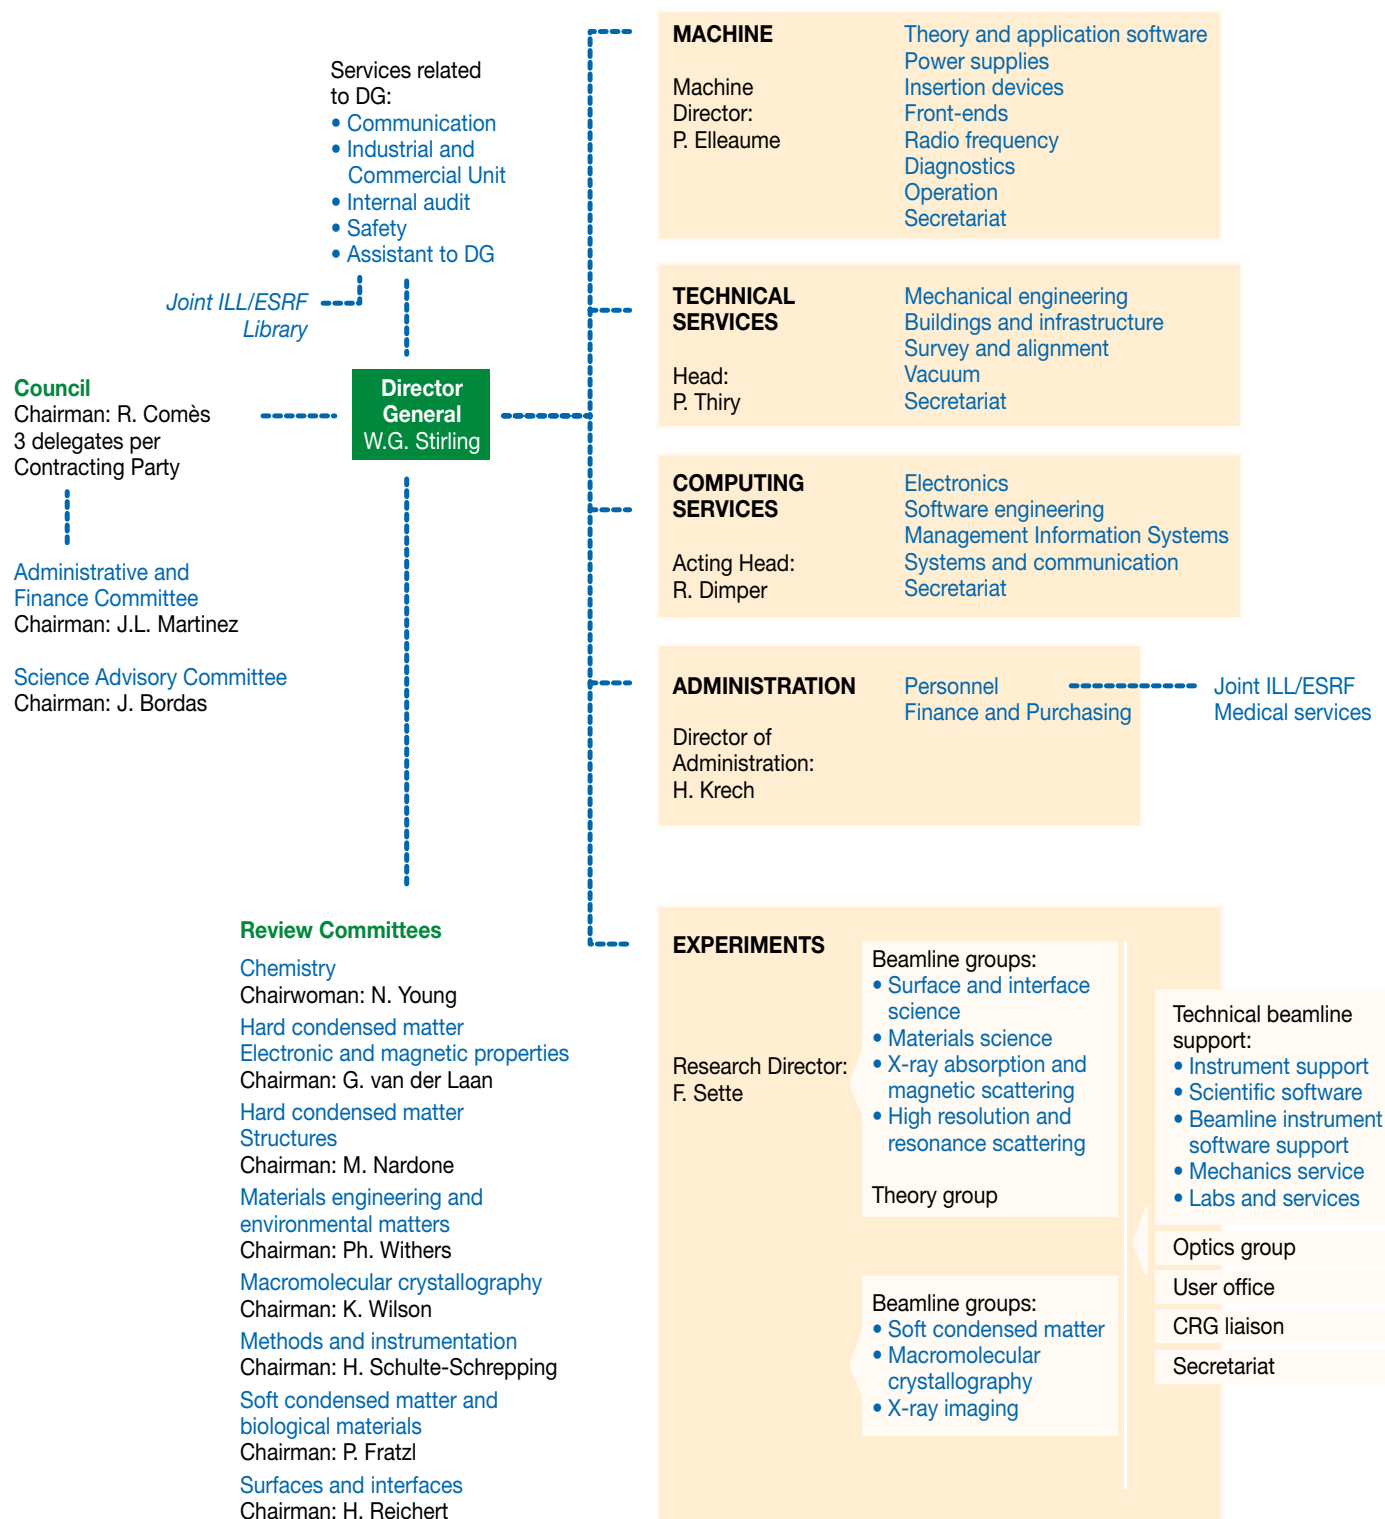 Services related
to DG:
• Communication
• Industrial and
Commercial Unit
• Internal audit
• Safety
• Assistant to DG
Joint ILL/ESRF
Library
Council
Chairman: R. Comès
3 delegates per
Contracting Party
Director
General
W.G. Stirling
Administrative and
Finance Committee
Chairman: J.L. Martinez
Science Advisory Committee
Chairman: J. Bordas
Review Committees
Chemistry
Chairwoman: N. Young
Hard condensed matter
Electronic and magnetic properties
Chairman: G. van der Laan
Hard condensed matter
Structures
Chairman: M. Nardone
Materials engineering and
environmental matters
Chairman: Ph. Withers
Macromolecular crystallography
Chairman: K. Wilson
Methods and instrumentation
Chairman: H. Schulte-Schrepping
Soft condensed matter and
biological materials
Chairman: P. Fratzl
Surfaces and interfaces
Chairman: H. Reichert
MACHINE
Machine
Director:
P. Elleaume
Theory and application software
Power supplies
Insertion devices
Front-ends
Radio frequency
Diagnostics
Operation
Secretariat
TECHNICAL
SERVICES
Head:
P. Thiry
Mechanical engineering
Buildings and infrastructure
Survey and alignment
Vacuum
Secretariat
COMPUTING
SERVICES
Acting Head:
R. Dimper
Electronics
Software engineering
Management Information Systems
Systems and communication
Secretariat
ADMINISTRATION
Director of
Administration:
H. Krech
Personnel
Finance and Purchasing
Joint ILL/ESRF
Medical services
EXPERIMENTS
Research Director:
F. Sette
Beamline groups:
• Surface and interface
science
• Materials science
• X-ray absorption and
magnetic scattering
• High resolution and
resonance scattering
Theory group
Beamline groups:
• Soft condensed matter
• Macromolecular
crystallography
• X-ray imaging
Technical beamline
support:
• Instrument support
• Scientific software
• Beamline instrument
software support
• Mechanics service
• Labs and services
Optics group
User office
CRG liaison
Secretariat